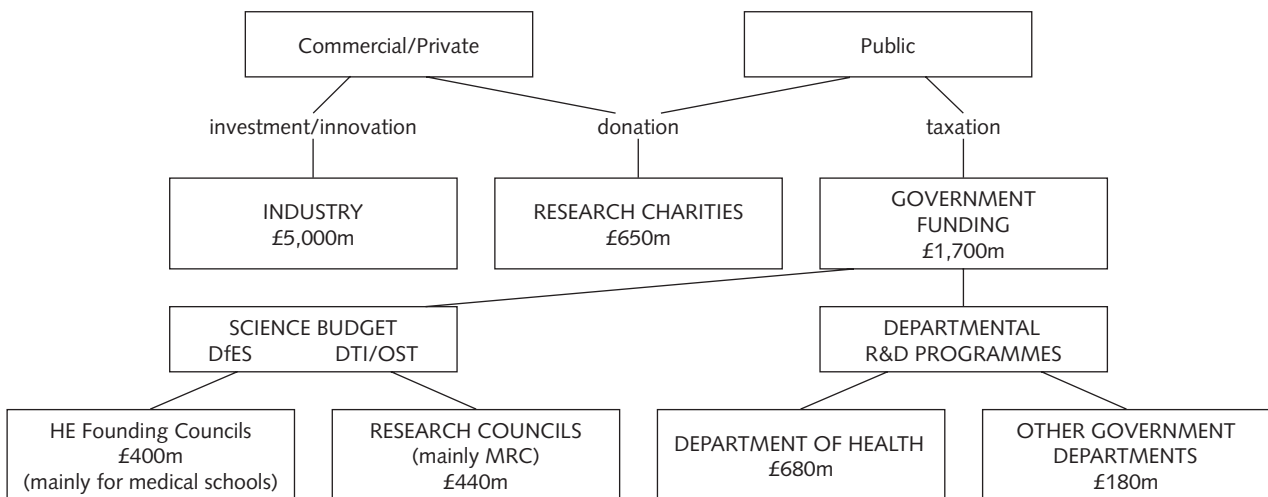 Commercial/Private
Public
investment/innovation
donation
taxation
INDUSTRY
£5,000m
RESEARCH CHARITIES
£650m
GOVERNMENT
FUNDING
£1,700m
SCIENCE BUDGET
DfES DTI/OST
DEPARTMENTAL
R&D PROGRAMMES
HE Founding Councils
£400m
(mainly for medical schools)
RESEARCH COUNCILS
(mainly MRC)
£440m
DEPARTMENT OF HEALTH
£680m
OTHER GOVERNMENT
DEPARTMENTS
£180m